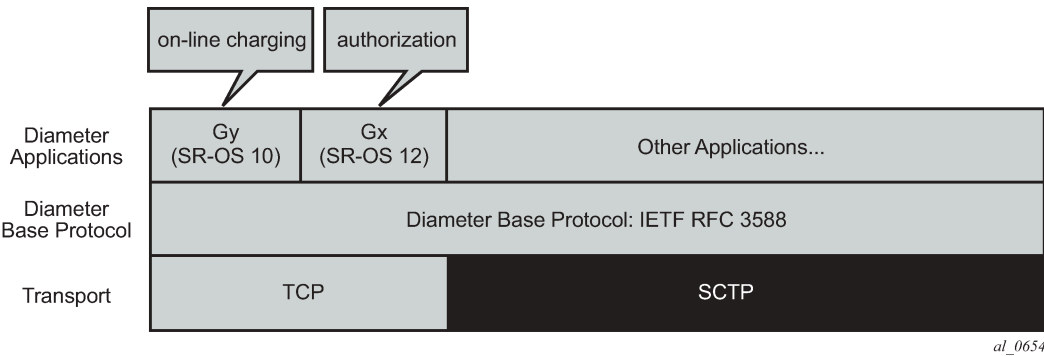 on-line charging
authorization
Diameter
Applications
Gy
(SR-OS 10)
Gx
(SR-OS 12)
Other Applications...
Diameter
Base Protocol
Diameter Base Protocol: IETF RFC 3588
Transport
TCP
SCTP
al_0654